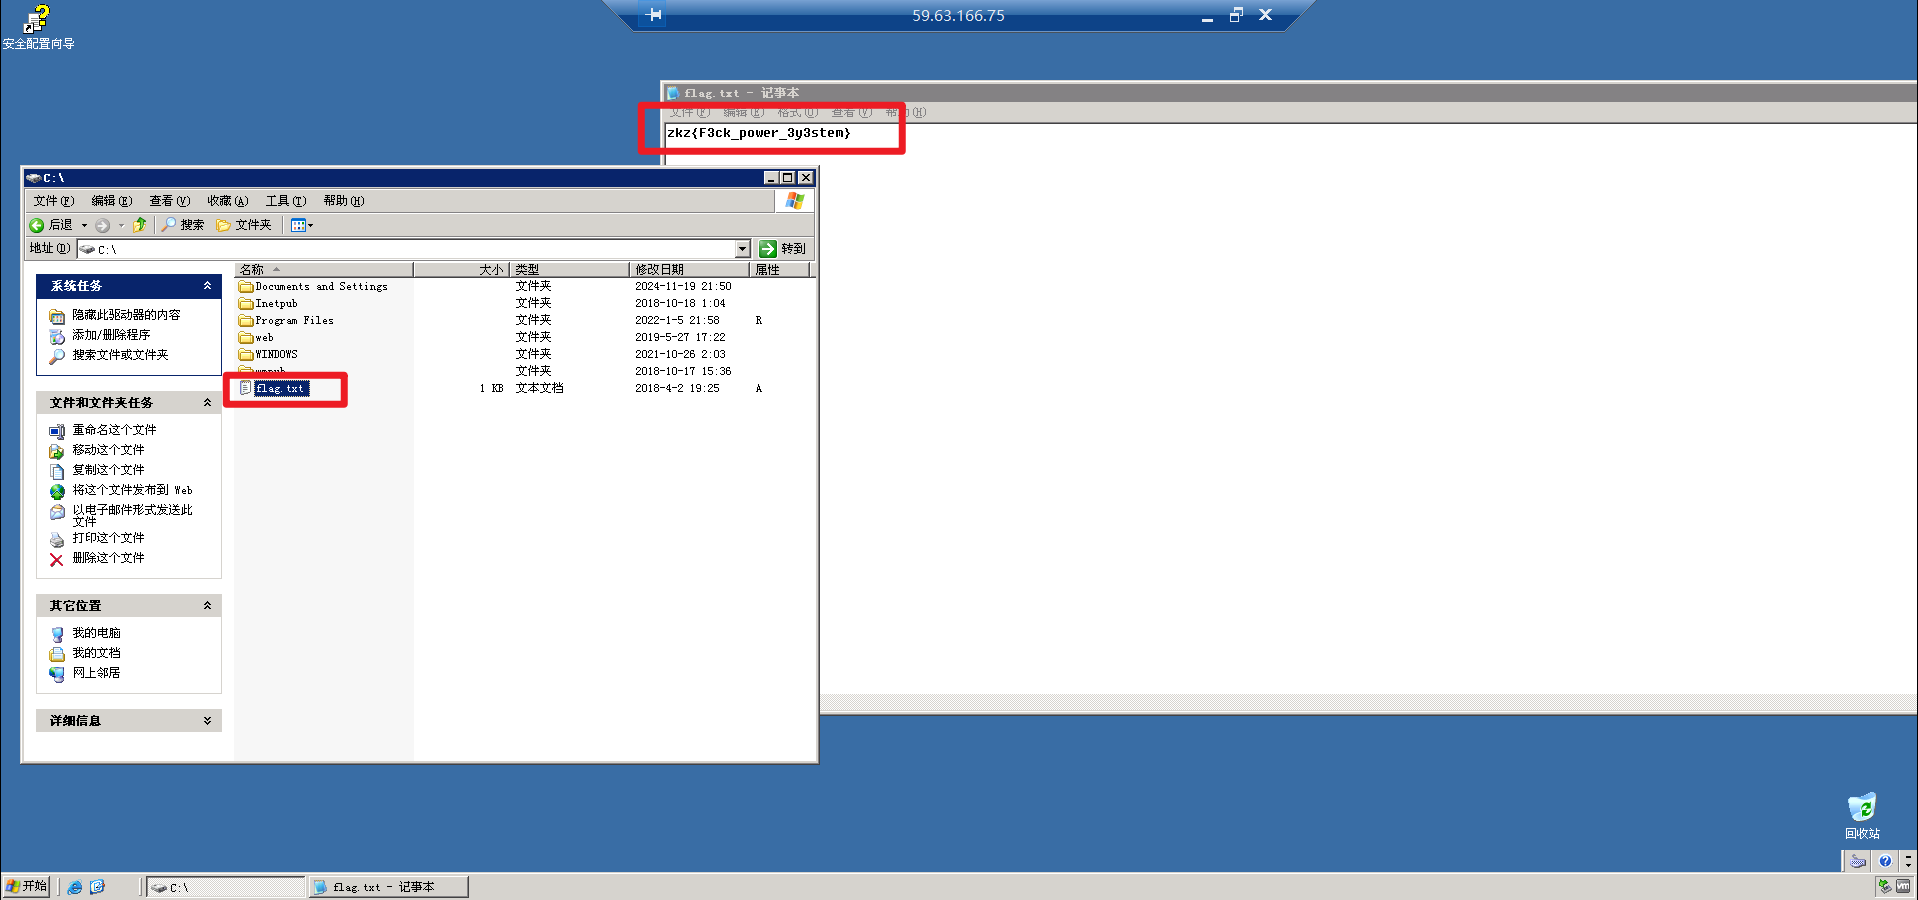 59.63.166.75
安全配置向导
flag.txt - 记事本
文件(F) 编辑(E) 格式(O) 查看(V) 帮助(H)
zkz{F3ck_power_3y3stem}
C:\
文件(F) 编辑(E) 查看(V) 收藏(A) 工具(T) 帮助(H)
后退 搜索 文件夹
地址(D) C:\ 转到
系统任务
隐藏此驱动器的内容
添加/删除程序
搜索文件或文件夹
文件和文件夹任务
重命名这个文件
移动这个文件
复制这个文件
将这个文件发布到 Web
以电子邮件形式发送此
文件
打印这个文件
删除这个文件
其它位置
我的电脑
我的文档
网上邻居
详细信息
名称 大小 类型 修改日期 属性
Documents and Settings 文件夹 2024-11-19 21:50
Inetpub 文件夹 2018-10-18 1:04
Program Files 文件夹 2022-1-5 21:58 R
web 文件夹 2019-5-27 17:22
WINDOWS 文件夹 2021-10-26 2:03
wmpub 文件夹 2018-10-17 15:36
flag.txt 1 KB 文本文档 2018-4-2 19:25 A
回收站
开始 C:\ flag.txt - 记事本